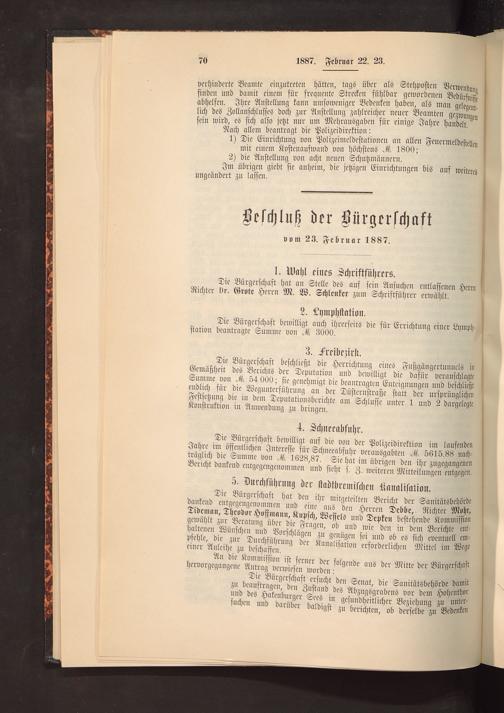 70 1887. Februar 22. 23.
verhinderte Beamte einzutreten hätten, tags über als Stehposten Verwendung
finden und damit einem für frequente Strecken fühlbar gewordenen Bedürfnisse
abhelfen. Ihre Anstellung kann umsoweniger Bedenken haben, als man gelegent-
lich des Zollanschlusses doch zur Anstellung zahlreicher neuer Beamten gezwungen
sein wird, es sich also jetzt nur um Mehrausgaben für einige Jahre handelt.
Nach allem beantragt die Polizeidirektion:
1) Die Einrichtung von Polizeimeldestationen an allen Feuermeldestellen
mit einem Kostenaufwand von höchstens ℳ 1800;
2) die Anstellung von acht neuen Schutzmännern.
Im übrigen giebt sie anheim, die jetzigen Einrichtungen bis auf weiteres
ungeändert zu lassen.
Beschluß der Bürgerschaft
vom 23. Februar 1887.
1. Wahl eines Schriftführers.
Die Bürgerschaft hat an Stelle des auf sein Ansuchen entlassenen Herrn
Richter Dr. Grote Herrn M. W. Schlenker zum Schriftführer erwählt.
2. Lymphstation.
Die Bürgerschaft bewilligt auch ihrerseits die für Errichtung einer Lymph-
station beantragte Summe von ℳ 3000.
3. Freibezirk.
Die Bürgerschaft beschließt die Herrichtung eines Fußgängertunnels in
Gemäßheit des Berichts der Deputation und bewilligt die dafür veranschlagte
Summe von ℳ 54 000; sie genehmigt die beantragten Enteignungen und beschließt
endlich für die Wegunterführung an der Düsternstraße statt der ursprünglichen
Festsetzung die in dem Deputationsberichte am Schlusse unter 1 und 2 dargelegte
Konstruktion in Anwendung zu bringen.
4. Schneeabfuhr.
Die Bürgerschaft bewilligt auf die von der Polizeidirektion im laufenden
Jahre im öffentlichen Interesse für Schneeabfuhr verausgabten ℳ 5615.88 nach-
träglich die Summe von ℳ 1628,87. Sie hat im übrigen den ihr zugegangenen
Bericht dankend entgegengenommen und sieht s. Z. weiteren Mitteilungen entgegen.
5. Durchführung der stadtbremischen Kanalisation.
Die Bürgerschaft hat den ihr mitgeteilten Bericht der Sanitätsbehörde
dankend entgegengenommen und eine aus den Herren Debbe, Richter Mohr,
Tideman, Theodor Hoffmann, Kupsch, Wessels und Depken bestehende Kommission
gewählt zur Beratung über die Fragen, ob und wie den in dem Berichte ent-
haltenen Wünschen und Vorschlägen zu genügen sei und ob es sich eventuell em-
pfehle, die zur Durchführung der Kanalisation erforderlichen Mittel im Wege
einer Anleihe zu beschaffen.
An die Kommission ist ferner der folgende aus der Mitte der Bürgerschaft
hervorgegangene Antrag verwiesen worden:
Die Bürgerschaft ersucht den Senat, die Sanitätsbehörde damit
zu beauftragen, den Zustand des Abzugsgrabens vor dem Hohenthor
und des Hakenburger Sees in gesundheitlicher Beziehung zu unter-
suchen und darüber baldigst zu berichten, ob derselbe zu Bedenken